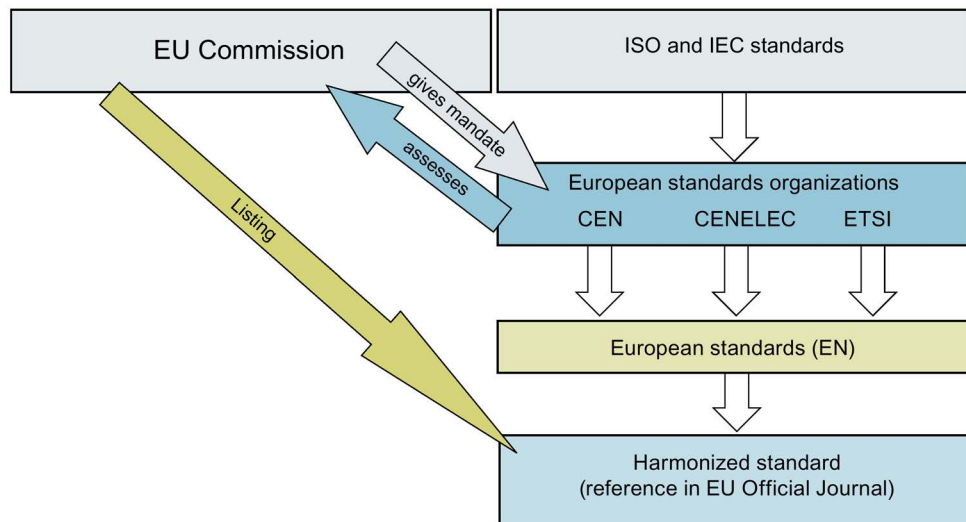 EU Commission
ISO and IEC standards
gives mandate
assesses
European standards organizations
CEN CENELEC ETSI
Listing
European standards (EN)
Harmonized standard
(reference in EU Official Journal)